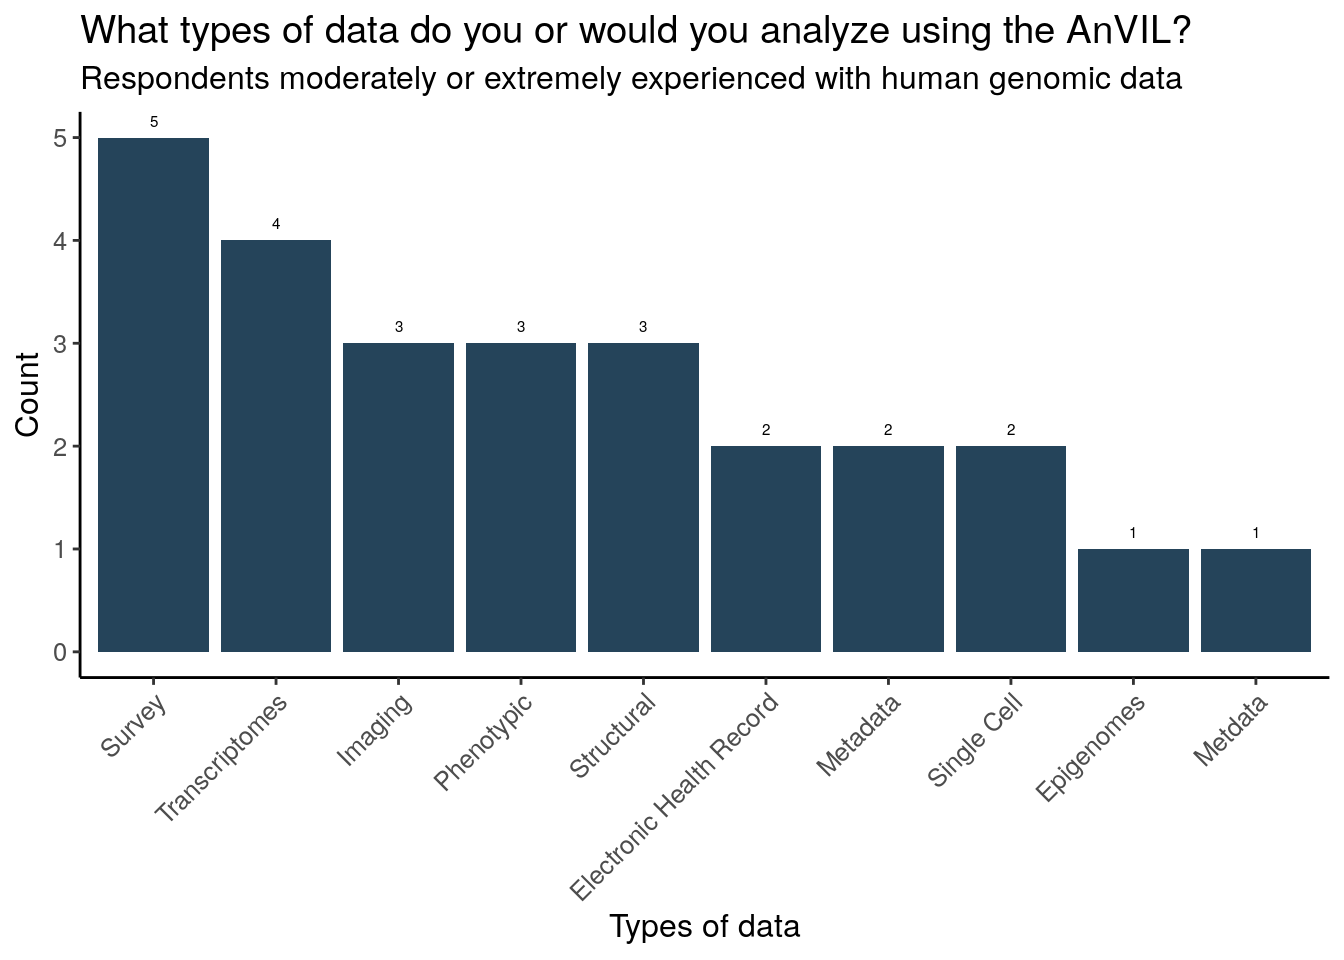 What types of data do you or would you analyze using the AnVIL?
Respondents moderately or extremely experienced with human genomic data
Count
5
4
3
2
1
0
5
4
3
3
3
2
2
2
1
1
Survey
Transcriptomes
Imaging
Phenotypic
Structural
Electronic Health Record
Metadata
Single Cell
Epigenomes
Metdata
Types of data